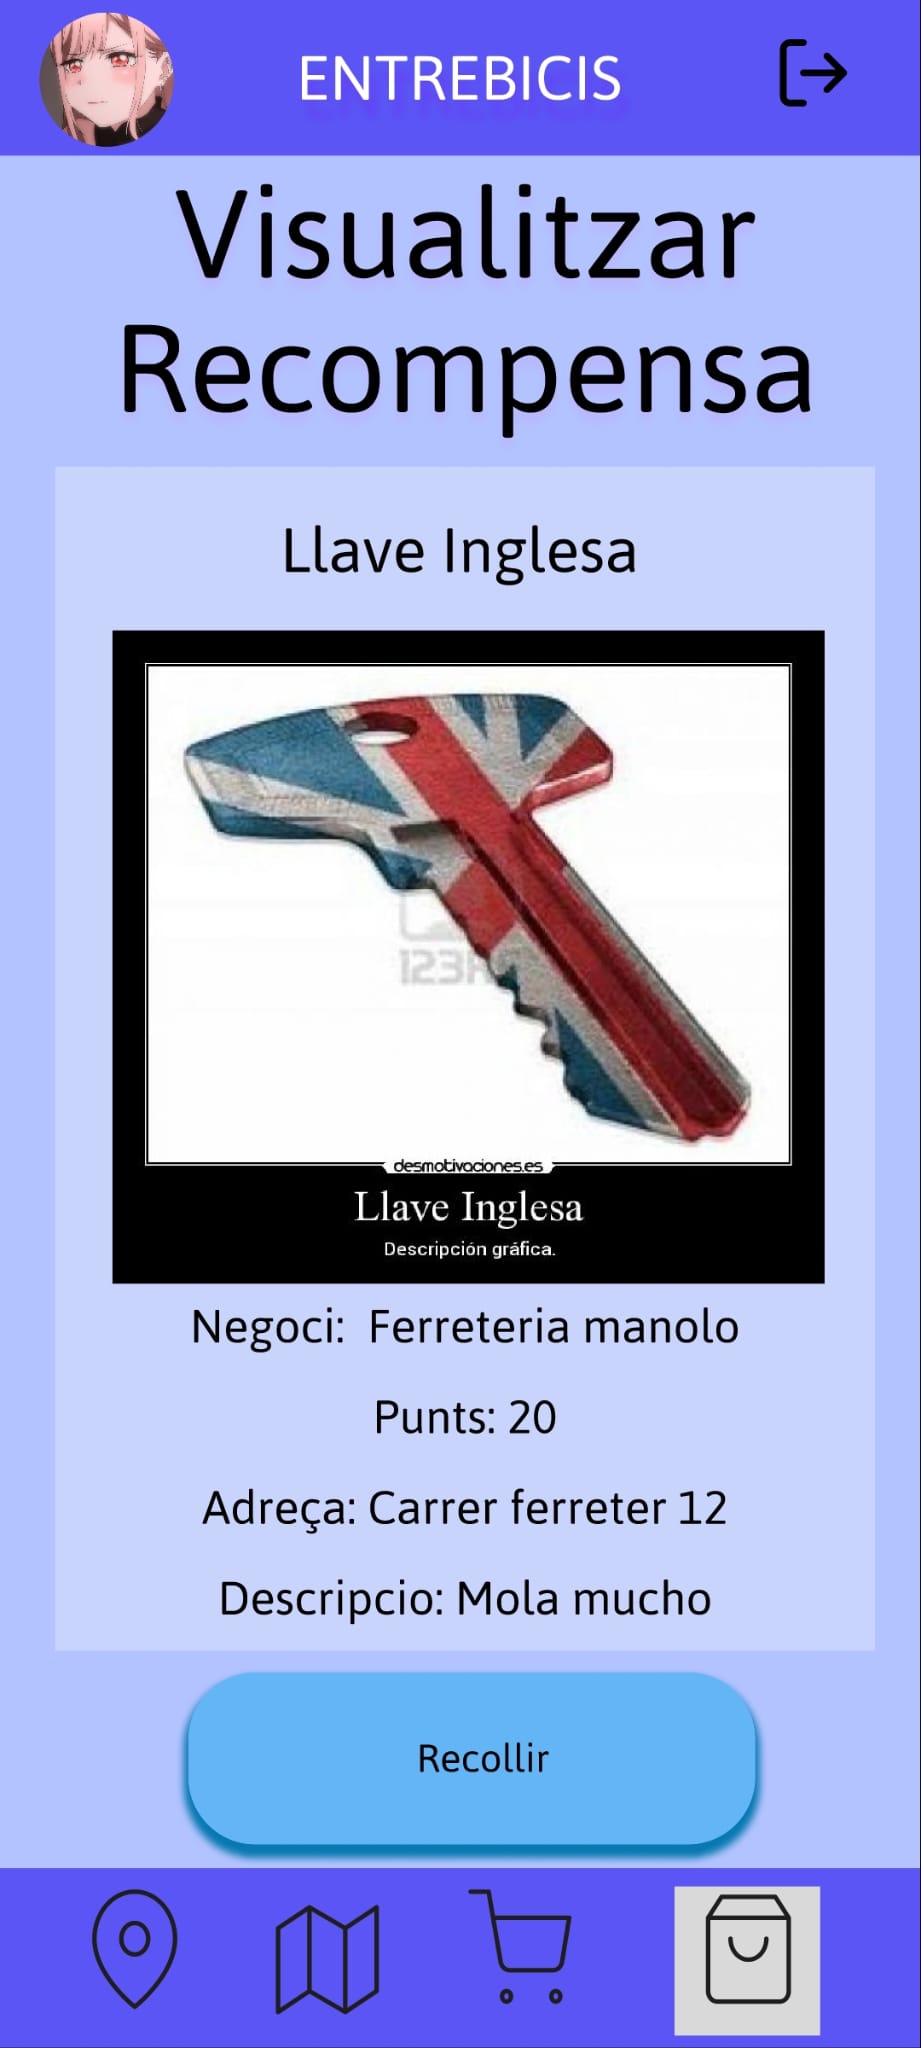 ENTREBICIS
Visualitzar
Recompensa
Llave Inglesa
desmotivaciones.es
Llave Inglesa
Descripción gráfica.
Negoci: Ferreteria manolo
Punts: 20
Adreça: Carrer ferreter 12
Descripcio: Mola mucho
Recollir